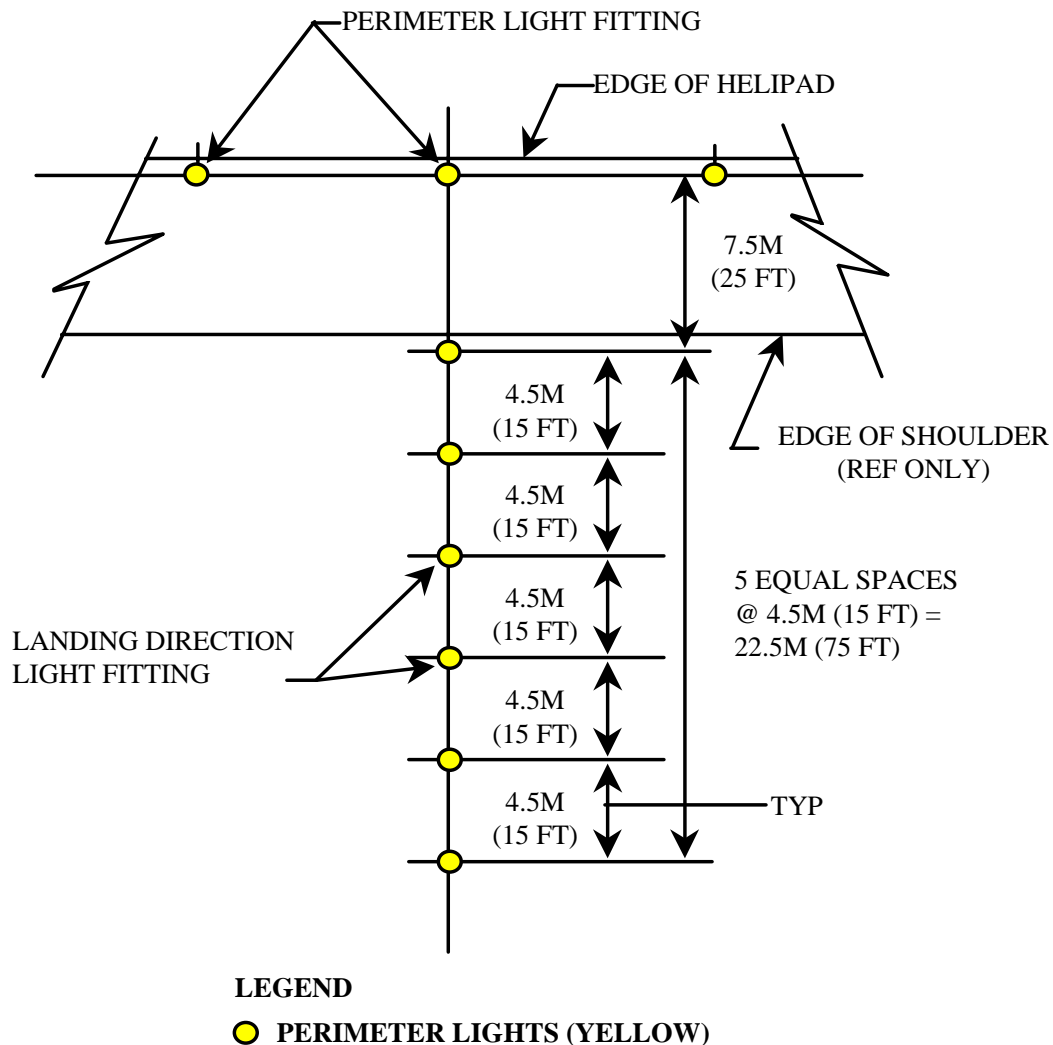 PERIMETER LIGHT FITTING
EDGE OF HELIPAD
7.5M
(25 FT)
4.5M
(15 FT)
EDGE OF SHOULDER
(REF ONLY)
4.5M
(15 FT)
4.5M
(15 FT)
5 EQUAL SPACES
@ 4.5M (15 FT) =
22.5M (75 FT)
LANDING DIRECTION
LIGHT FITTING
4.5M
(15 FT)
4.5M
(15 FT)
TYP
LEGEND
PERIMETER LIGHTS (YELLOW)